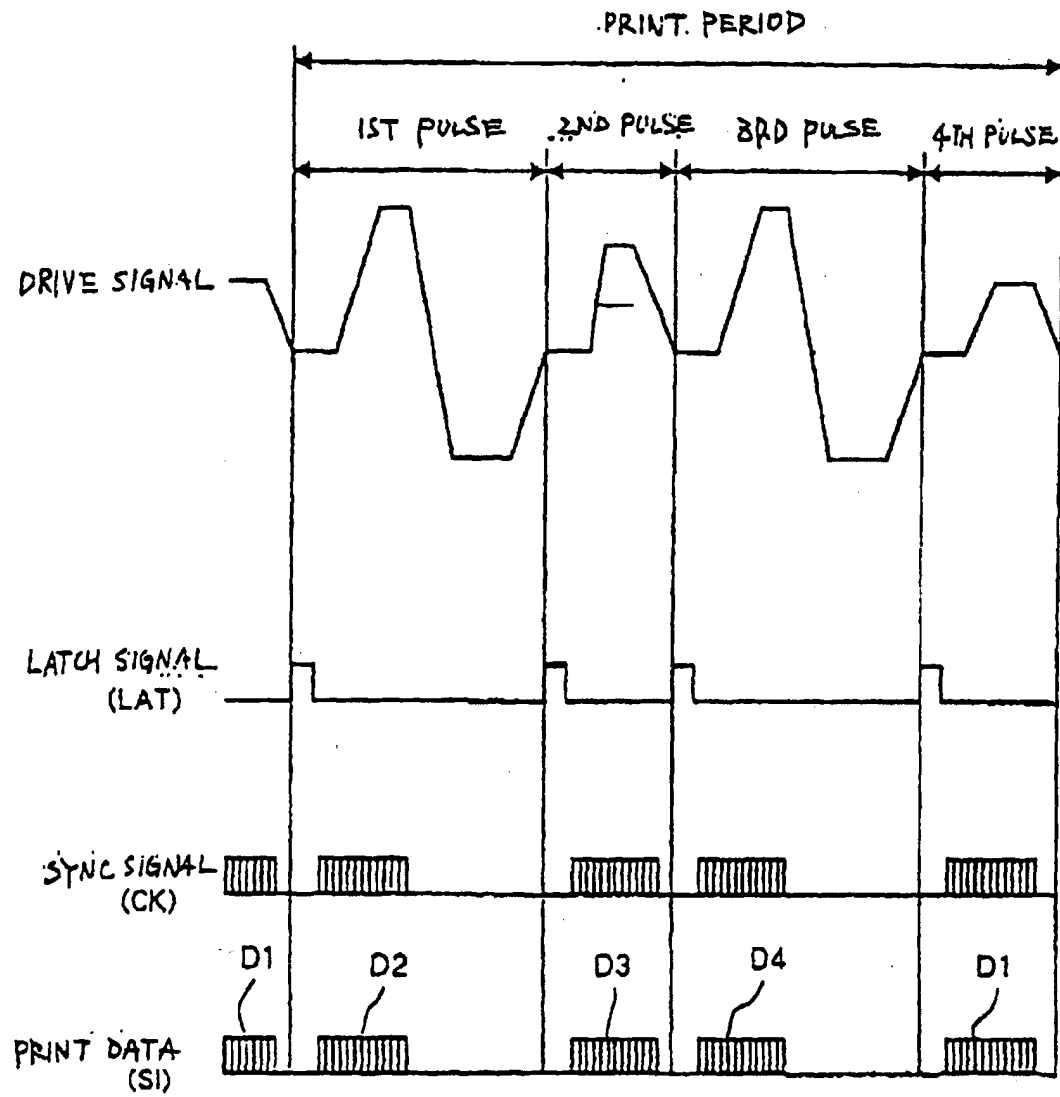 PRINT PERIOD
1ST PULSE 2ND PULSE 3RD PULSE 4TH PULSE
DRIVE SIGNAL
LATCH SIGNAL
(LAT)
SYNC SIGNAL
(CK)
D1 D2 D3 D4 D1
PRINT DATA
(SI)